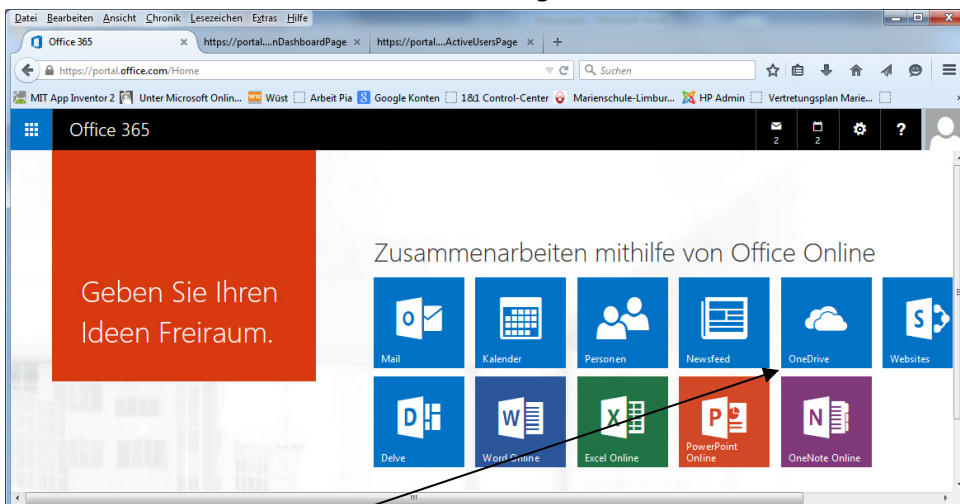 Datei Bearbeiten Ansicht Chronik Lesezeichen Extras Hilfe
Office 365 × https://portal....nDashboardPage × https://portal....ActiveUsersPage × +
https://portal.office.com/Home Suchen
MIT App Inventor 2 Unter Microsoft Onlin... Wüst Arbeit Pia Google Konten 1&1 Control-Center Marienschule-Limbur... HP Admin Vertretungsplan Marie...
Office 365 2 2 ?
Zusammenarbeiten mithilfe von Office Online
Geben Sie Ihren
Ideen Freiraum.
Mail Kalender Personen Newsfeed OneDrive Websites
Delve Word Online Excel Online PowerPoint Online OneNote Online